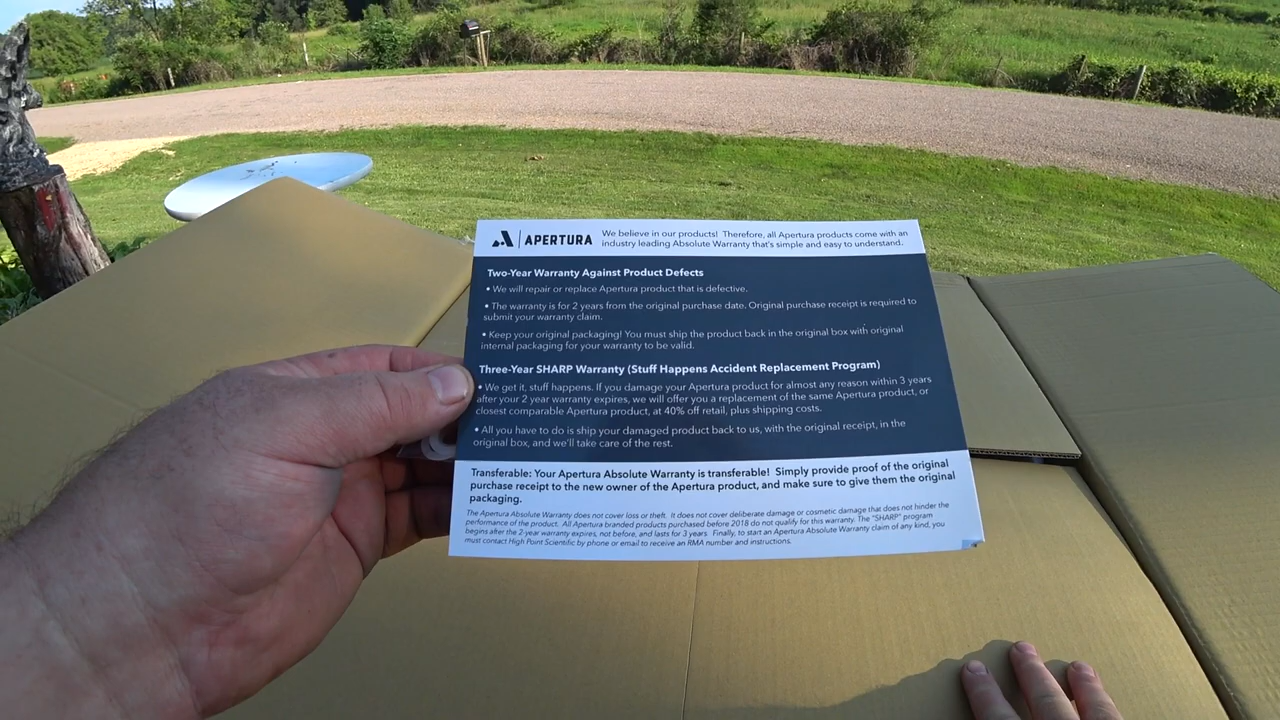 APERTURA
We believe in our products! Therefore, all Apertura products come with an
industry leading Absolute Warranty that's simple and easy to understand.
Two-Year Warranty Against Product Defects
• We will repair or replace Apertura product that is defective.
• The warranty is for 2 years from the original purchase date. Original purchase receipt is required to
submit your warranty claim.
• Keep your original packaging! You must ship the product back in the original box with original
internal packaging for your warranty to be valid.
Three-Year SHARP Warranty (Stuff Happens Accident Replacement Program)
• We get it, stuff happens. If you damage your Apertura product for almost any reason within 3 years
after your 2 year warranty expires, we will offer you a replacement of the same Apertura product, or
closest comparable Apertura product, at 40% off retail, plus shipping costs.
• All you have to do is ship your damaged product back to us, with the original receipt, in the
original box, and we'll take care of the rest.
Transferable: Your Apertura Absolute Warranty is transferable! Simply provide proof of the original
purchase receipt to the new owner of the Apertura product, and make sure to give them the original
packaging.
The Apertura Absolute Warranty does not cover loss or theft. It does not cover deliberate damage or cosmetic damage that does not hinder the
performance of the product. All Apertura branded products purchased before 2018 do not qualify for this warranty. The "SHARP" program
begins after the 2-year warranty expires, not before, and lasts for 3 years. Finally, to start an Apertura Absolute Warranty claim of any kind, you
must contact High Point Scientific by phone or email to receive an RMA number and instructions.